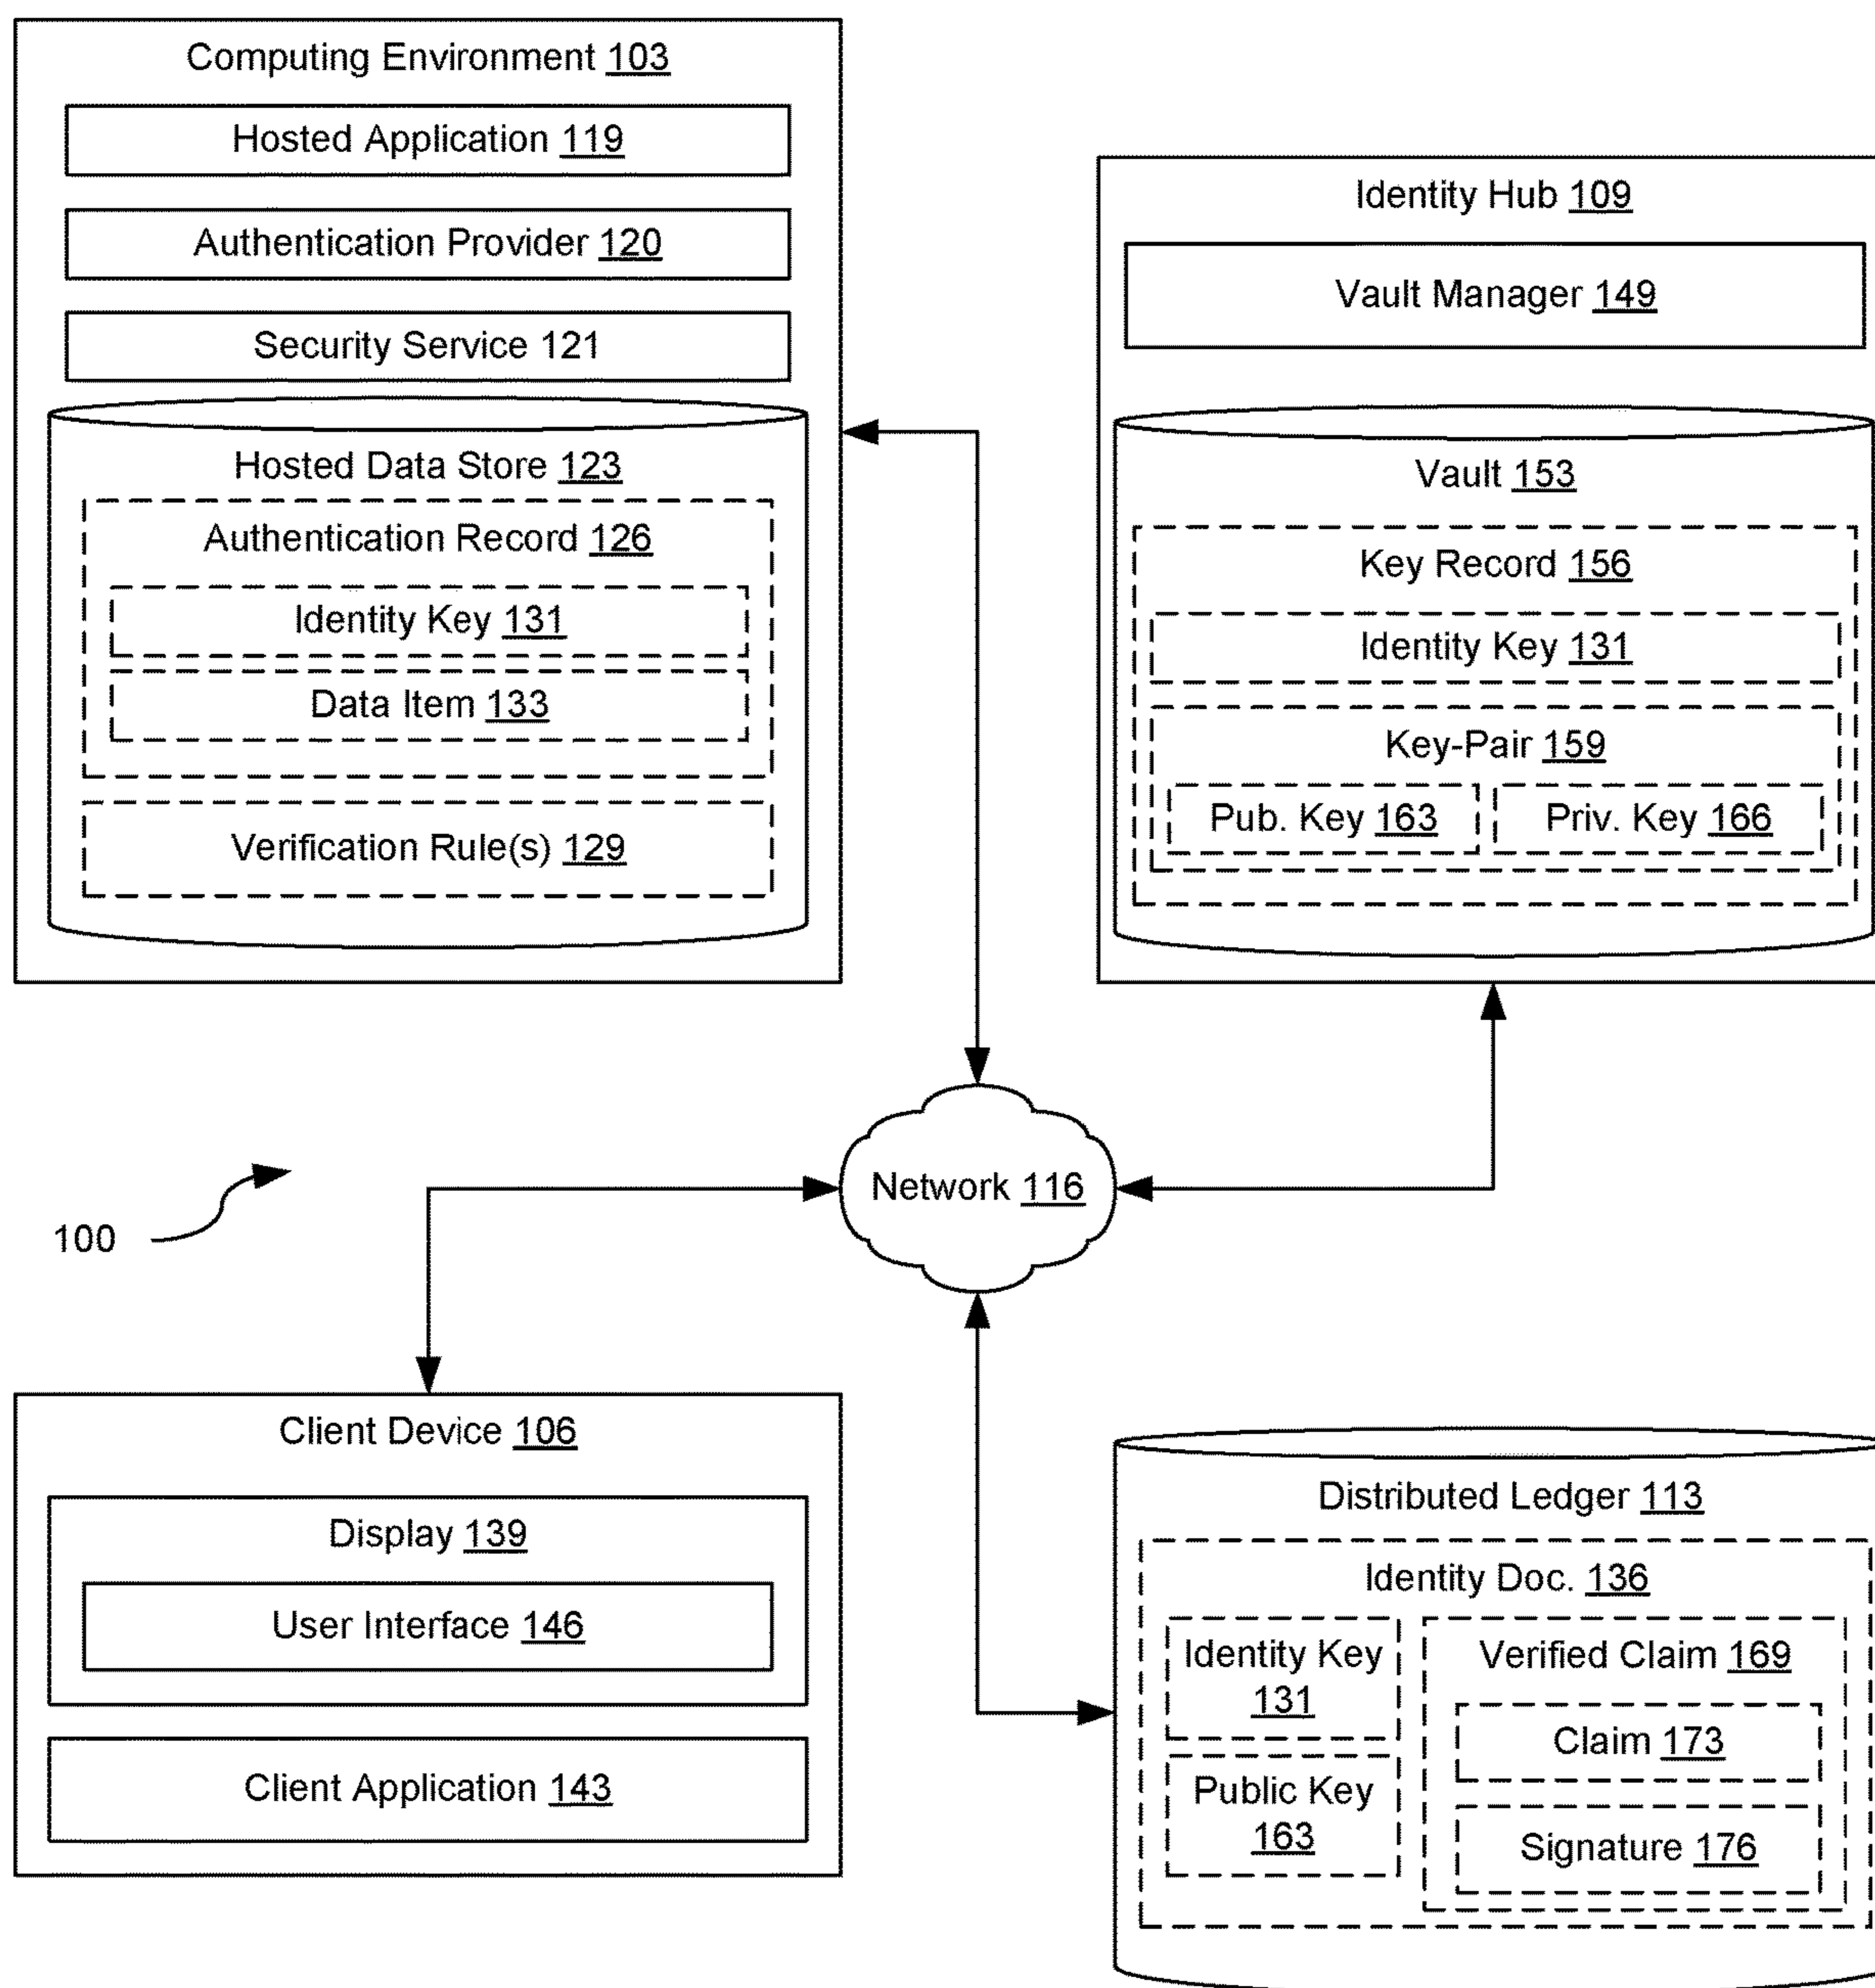 Computing Environment 103
Hosted Application 119
Authentication Provider 120
Security Service 121
Hosted Data Store 123
Authentication Record 126
Identity Key 131
Data Item 133
Verification Rule(s) 129
Identity Hub 109
Vault Manager 149
Vault 153
Key Record 156
Identity Key 131
Key-Pair 159
Pub. Key 163
Priv. Key 166
Network 116
100
Client Device 106
Display 139
User Interface 146
Client Application 143
Distributed Ledger 113
Identity Doc. 136
Identity Key
131
Public Key
163
Verified Claim 169
Claim 173
Signature 176